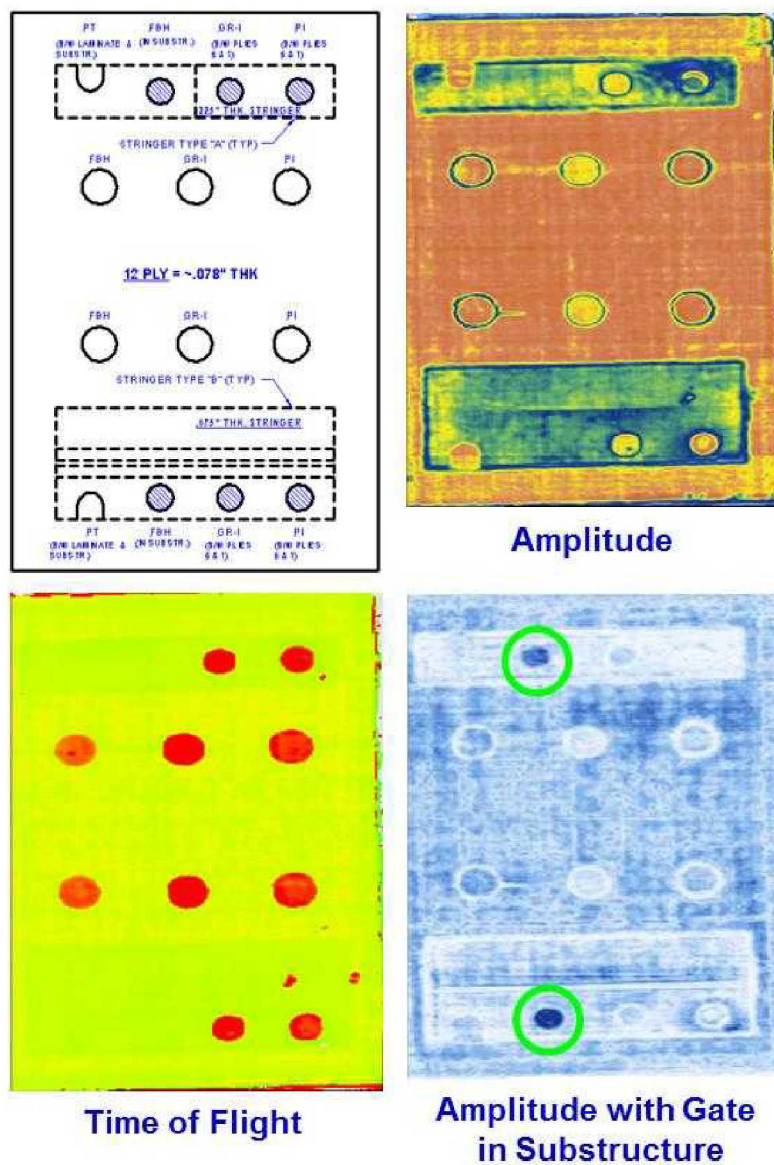 PT FBH GR-I PI
(B/W LAMINATE & (IN SUBSTR.) (B/W PLIES (B/W PLIES
SUBSTR.) 6 & 7) 6 & 7)
THK. STRINGER
STRINGER TYPE "A" (TYP)
FBH GR-I PI
12 PLY = ~.078" THK
FBH GR-I PI
STRINGER TYPE "B" (TYP)
.075" THK. STRINGER
PT FBH GR-I PI
(B/W LAMINATE & (IN SUBSTR.) (B/W PLIES (B/W PLIES
SUBSTR.) 6 & 7) 6 & 7)
Amplitude
Time of Flight
Amplitude with Gate
in Substructure